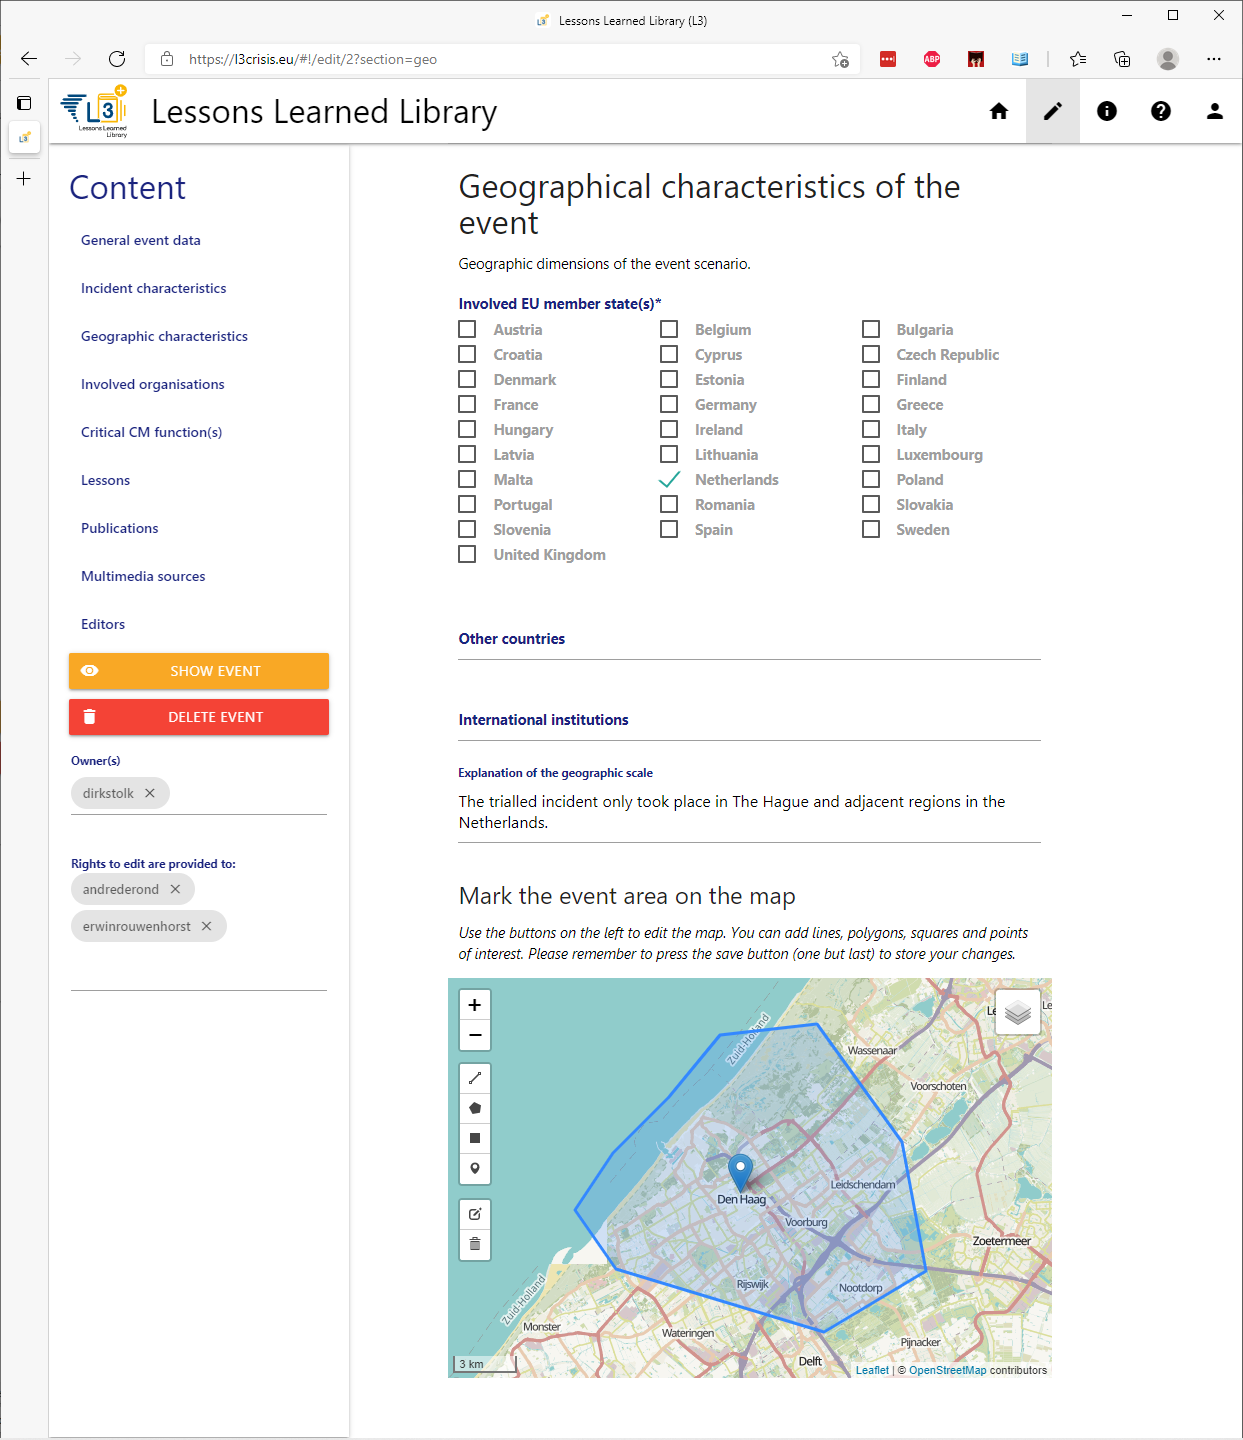 Lessons Learned Library (L3)
https://l3crisis.eu/#!/edit/2?section=geo
ABP
L3
Lessons Learned
Library
Lessons Learned Library
Content
General event data
Incident characteristics
Geographic characteristics
Involved organisations
Critical CM function(s)
Lessons
Publications
Multimedia sources
Editors
SHOW EVENT
DELETE EVENT
Owner(s)
dirkstolk
Rights to edit are provided to:
andrederond
erwinrouwenhorst
Geographical characteristics of the
event
Geographic dimensions of the event scenario.
Involved EU member state(s)*
Austria Belgium Bulgaria
Croatia Cyprus Czech Republic
Denmark Estonia Finland
France Germany Greece
Hungary Ireland Italy
Latvia Lithuania Luxembourg
Malta Netherlands Poland
Portugal Romania Slovakia
Slovenia Spain Sweden
United Kingdom
Other countries
International institutions
Explanation of the geographic scale
The trialled incident only took place in The Hague and adjacent regions in the
Netherlands.
Mark the event area on the map
Use the buttons on the left to edit the map. You can add lines, polygons, squares and points
of interest. Please remember to press the save button (one but last) to store your changes.
+
−
Zuid-Holland
Wassenaar
Voorschoten
Den Haag
Leidschendam
Voorburg
Zoetermeer
Rijswijk
Nootdorp
Zuid-Holland
Monster
Wateringen
Pijnacker
Delft
3 km
Leaflet | © OpenStreetMap contributors